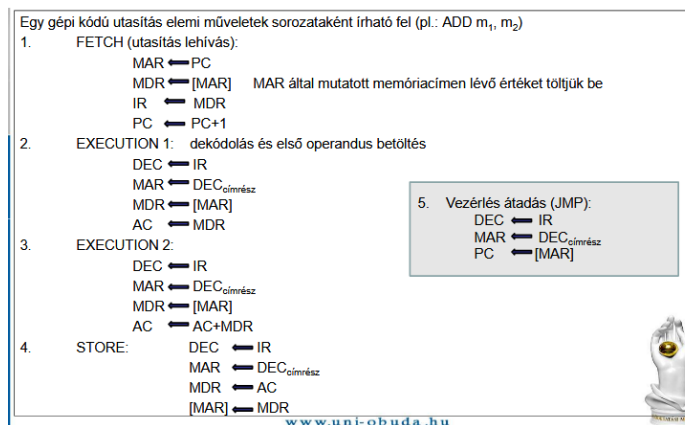 Egy gépi kódú utasítás elemi műveletek sorozataként írható fel (pl.: ADD m₁, m₂)
1. FETCH (utasítás lehívás):
MAR ⟵ PC
MDR ⟵ [MAR] MAR által mutatott memóriacímen lévő értéket töltjük be
IR ⟵ MDR
PC ⟵ PC+1
2. EXECUTION 1: dekódolás és első operandus betöltés
DEC ⟵ IR
MAR ⟵ DECcímrész
MDR ⟵ [MAR]
AC ⟵ MDR
3. EXECUTION 2:
DEC ⟵ IR
MAR ⟵ DECcímrész
MDR ⟵ [MAR]
AC ⟵ AC+MDR
4. STORE: DEC ⟵ IR
MAR ⟵ DECcímrész
MDR ⟵ AC
[MAR] ⟵ MDR
5. Vezérlés átadás (JMP):
DEC ⟵ IR
MAR ⟵ DECcímrész
PC ⟵ [MAR]
www.uni-obuda.hu